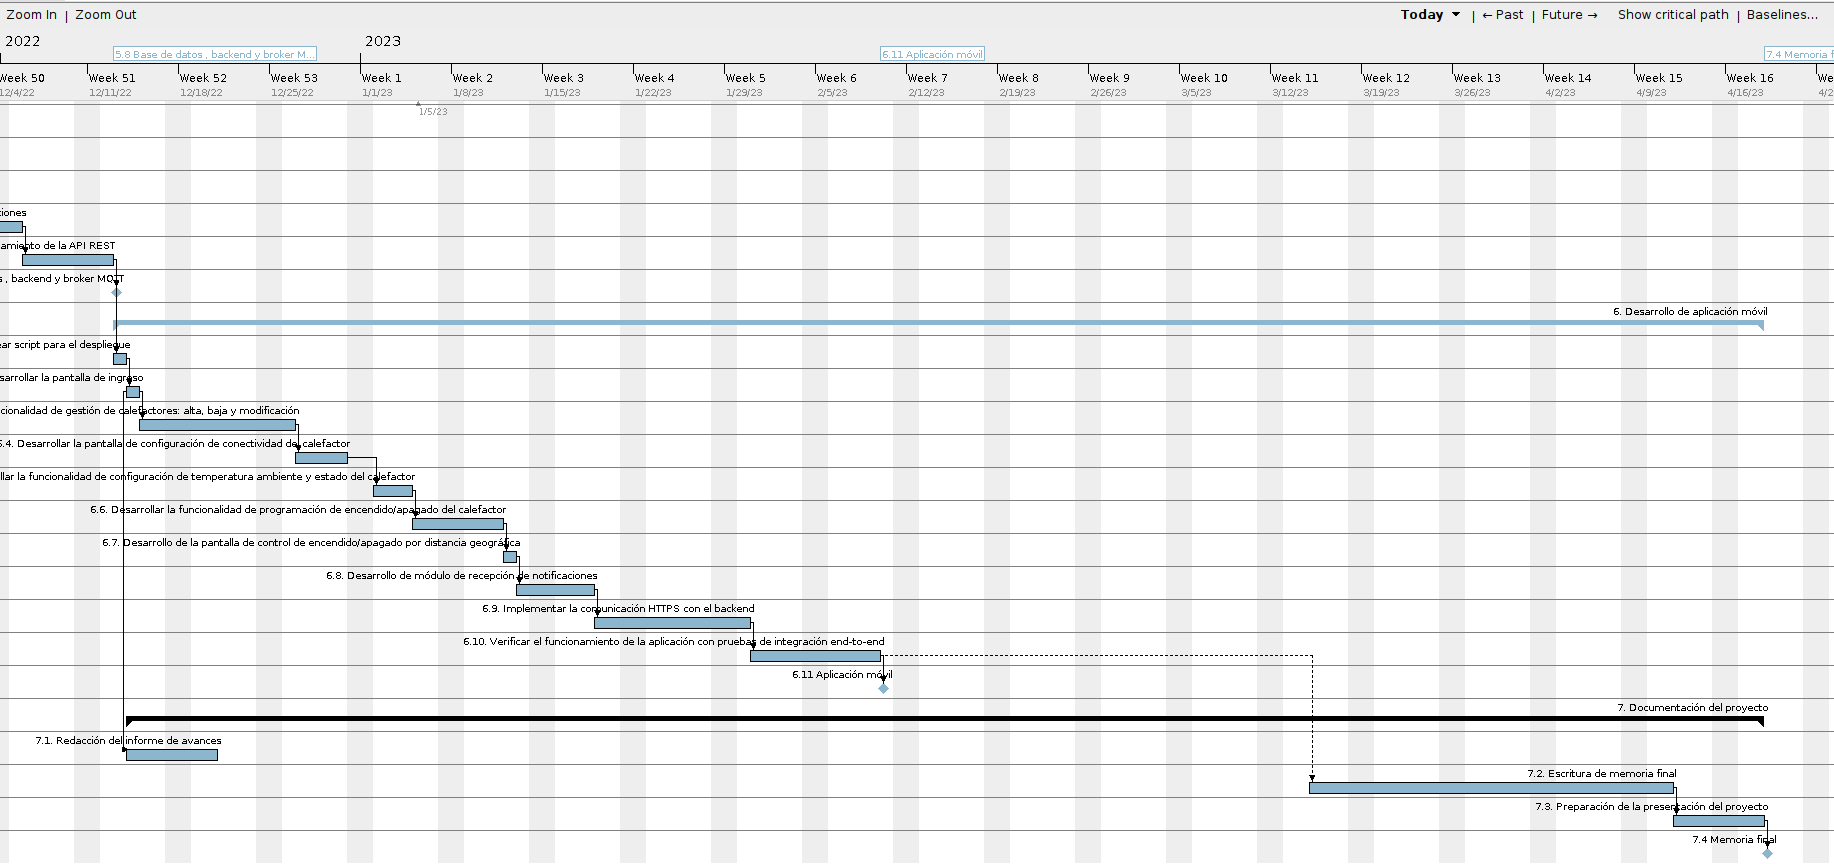 Zoom In | Zoom Out
Today | ← Past | Future → Show critical path | Baselines...
2022 2023
5.8 Base de datos , backend y broker M... 6.11 Aplicación móvil 7.4 Memoria f
Week 50 Week 51 Week 52 Week 53 Week 1 Week 2 Week 3 Week 4 Week 5 Week 6 Week 7 Week 8 Week 9 Week 10 Week 11 Week 12 Week 13 Week 14 Week 15 Week 16 We
12/4/22 12/11/22 12/18/22 12/25/22 1/1/23 1/8/23 1/15/23 1/22/23 1/29/23 2/5/23 2/12/23 2/19/23 2/26/23 3/5/23 3/12/23 3/19/23 3/26/23 4/2/23 4/9/23 4/16/23 4/2
1/5/23
iones
amiento de la API REST
s , backend y broker MQTT
6. Desarrollo de aplicación móvil
ear script para el despliegue
sarrollar la pantalla de ingreso
cionalidad de gestión de calefactores: alta, baja y modificación
6.4. Desarrollar la pantalla de configuración de conectividad de calefactor
llar la funcionalidad de configuración de temperatura ambiente y estado del calefactor
6.6. Desarrollar la funcionalidad de programación de encendido/apagado del calefactor
6.7. Desarrollo de la pantalla de control de encendido/apagado por distancia geográfica
6.8. Desarrollo de módulo de recepción de notificaciones
6.9. Implementar la comunicación HTTPS con el backend
6.10. Verificar el funcionamiento de la aplicación con pruebas de integración end-to-end
6.11 Aplicación móvil
7. Documentación del proyecto
7.1. Redacción del informe de avances
7.2. Escritura de memoria final
7.3. Preparación de la presentación del proyecto
7.4 Memoria final